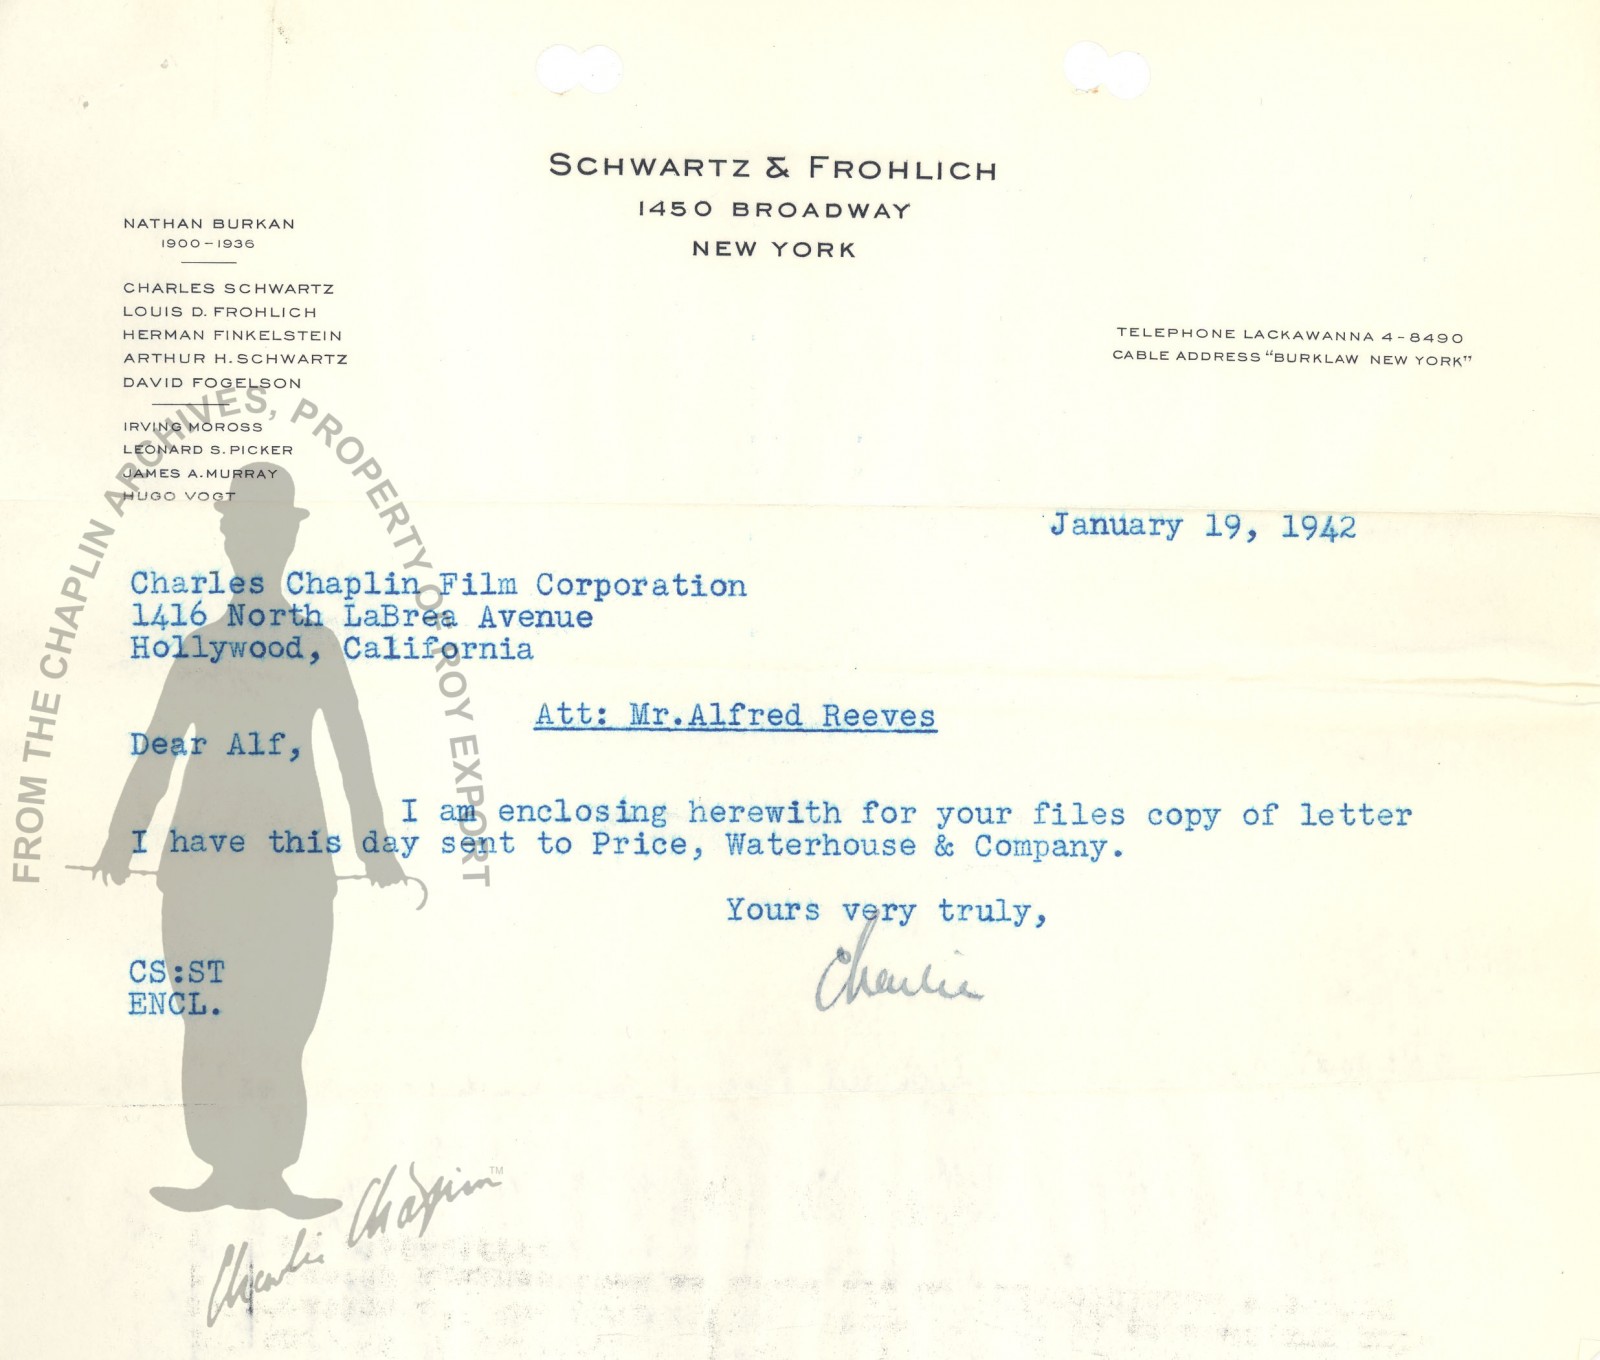 SCHWARTZ & FROHLICH
1450 BROADWAY
NEW YORK
NATHAN BURKAN
1900-1936
CHARLES SCHWARTZ
LOUIS D. FROHLICH
HERMAN FINKELSTEIN
ARTHUR H. SCHWARTZ
DAVID FOGELSON
IRVING MOROSS
LEONARD S. PICKER
JAMES A. MURRAY
HUGO VOGT
TELEPHONE LACKAWANNA 4-8490
CABLE ADDRESS "BURKLAW NEW YORK"
January 19, 1942
Charles Chaplin Film Corporation
1416 North LaBrea Avenue
Hollywood, California
Att: Mr.Alfred Reeves
Dear Alf,
I am enclosing herewith for your files copy of letter
I have this day sent to Price, Waterhouse & Company.
Yours very truly,
Charlie
CS:ST
ENCL.
FROM THE CHAPLIN ARCHIVES, PROPERTY OF ROY EXPORT
Charlie Chaplin™